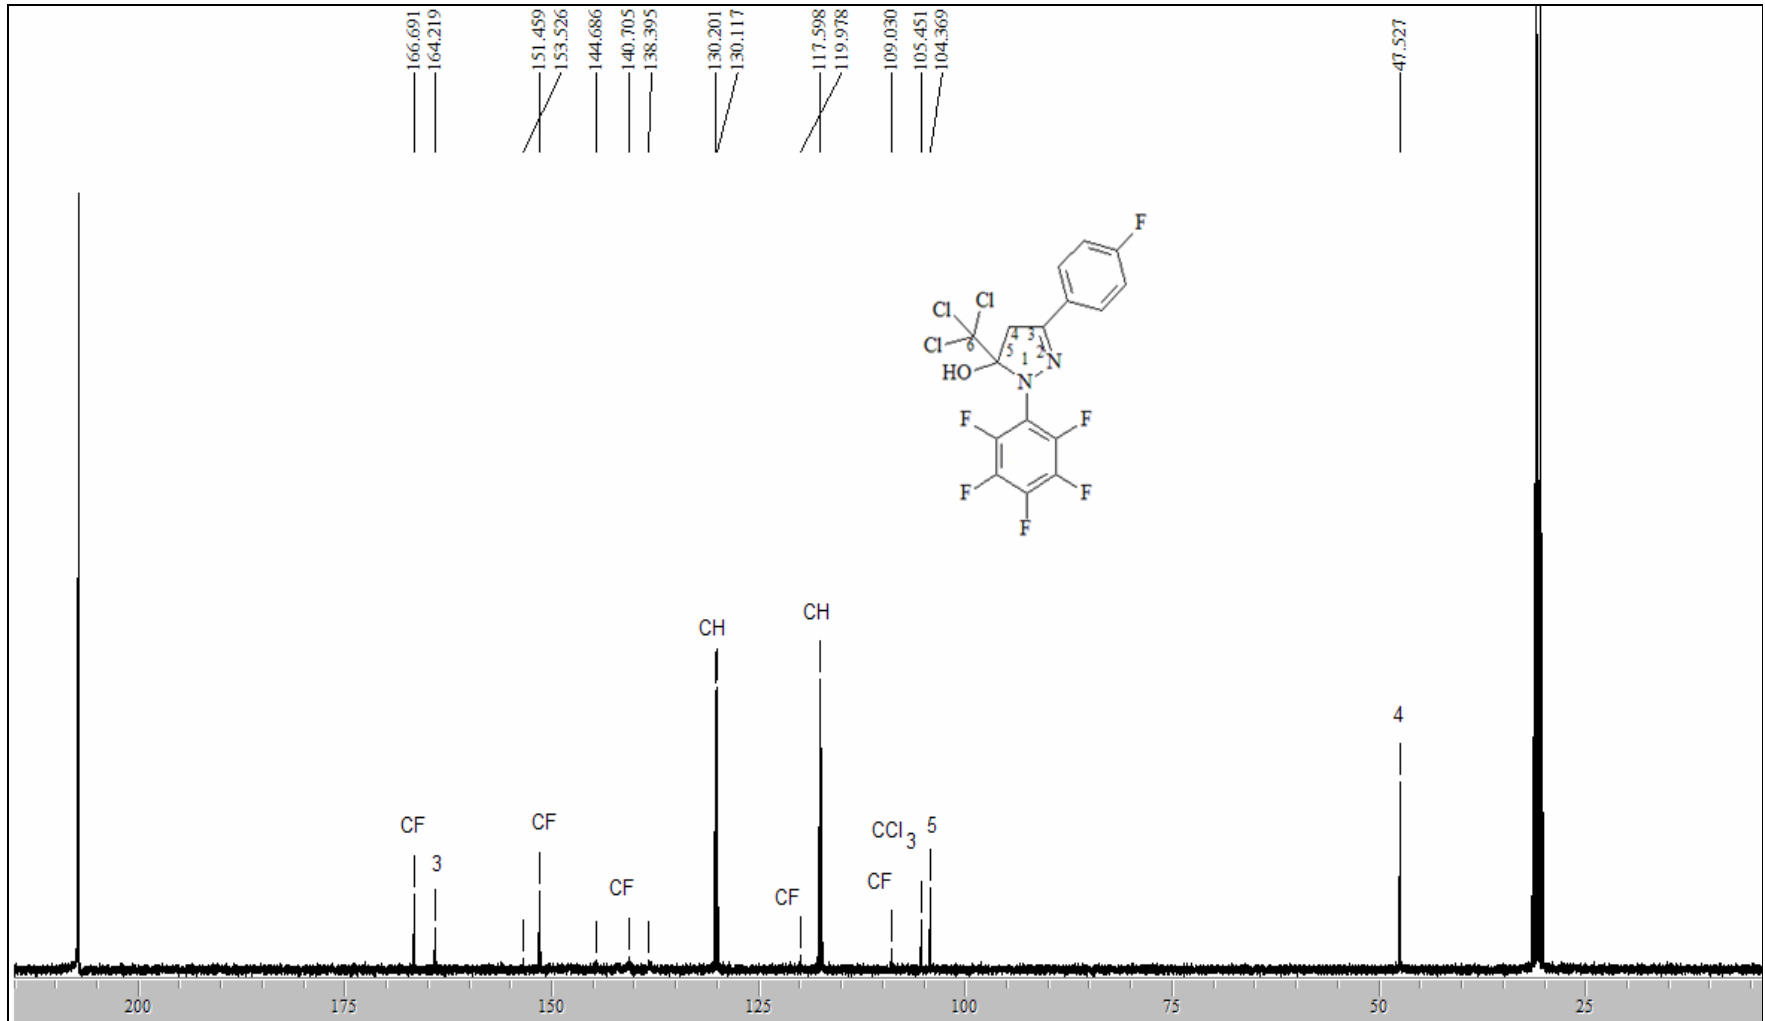 166.691
164.219
151.459
153.526
144.686
140.705
138.395
130.201
130.117
117.598
119.978
109.030
105.451
104.369
47.527
F
Cl Cl
Cl 6 4 3
5 1 2 N
HO N
F F
F F
F
CH CH
4
CF CF CCl3 5
3 CF CF
CF
200 175 150 125 100 75 50 25